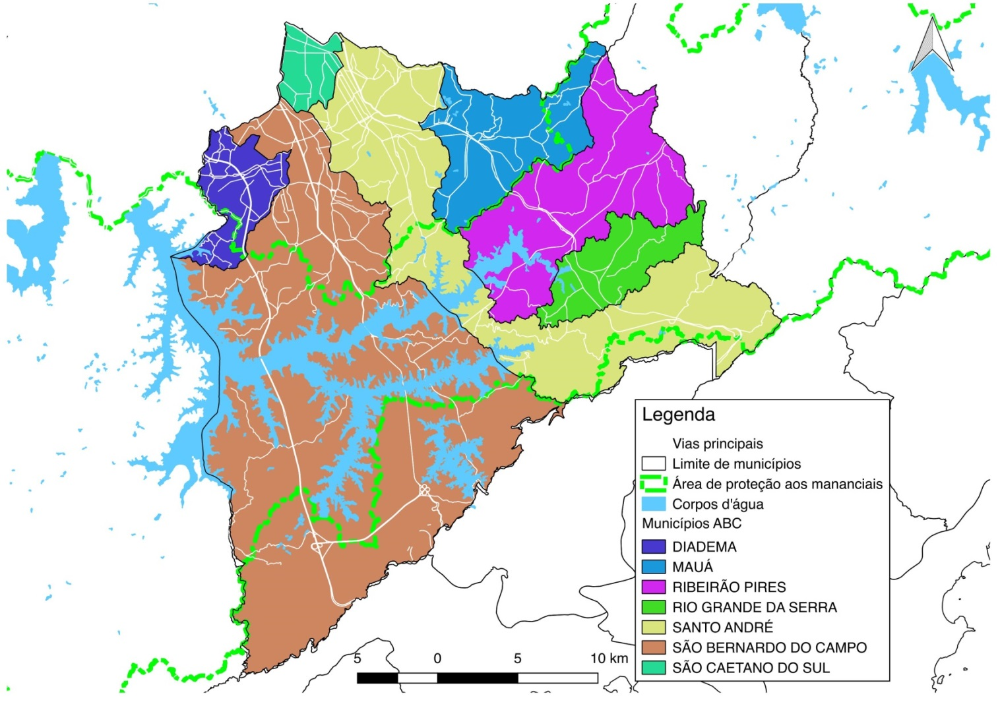 Legenda
Vias principais
Limite de municípios
Área de proteção aos mananciais
Corpos d'água
Municípios ABC
DIADEMA
MAUÁ
RIBEIRÃO PIRES
RIO GRANDE DA SERRA
SANTO ANDRÉ
SÃO BERNARDO DO CAMPO
SÃO CAETANO DO SUL
5 0 5 10 km